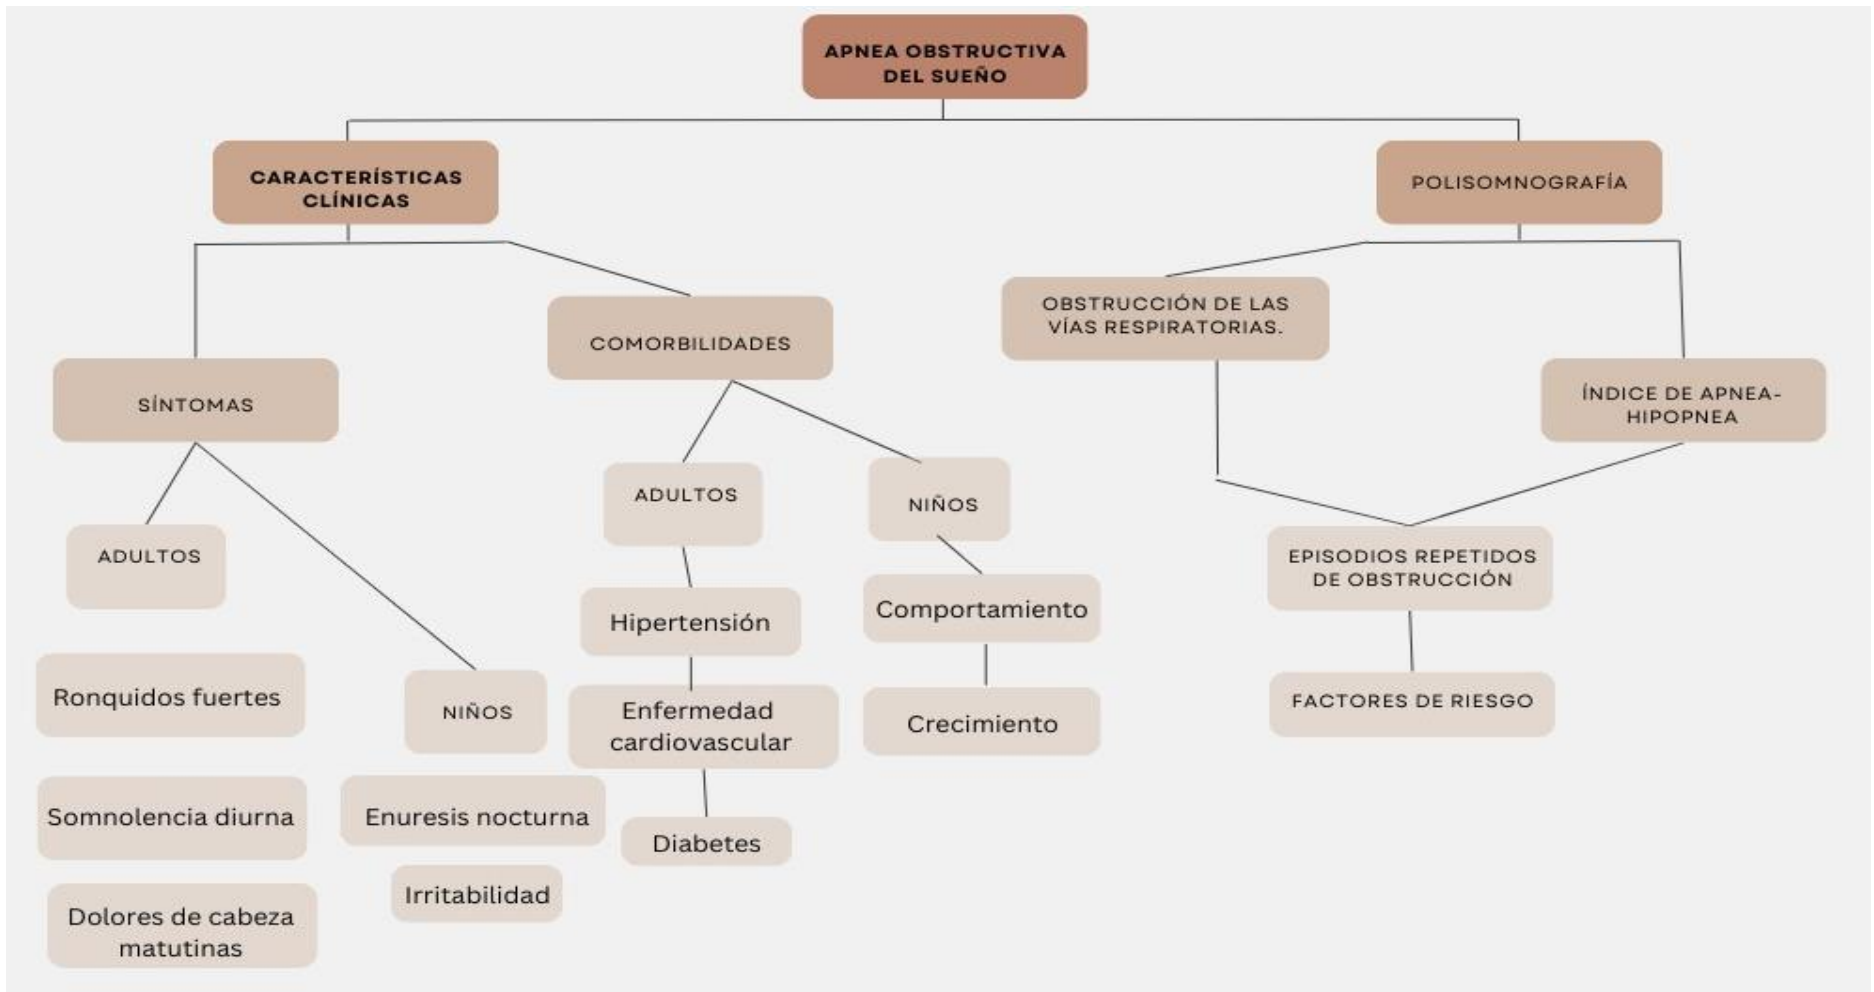 APNEA OBSTRUCTIVA
DEL SUEÑO
CARACTERÍSTICAS
CLÍNICAS
POLISOMNOGRAFÍA
SÍNTOMAS
COMORBILIDADES
OBSTRUCCIÓN DE LAS
VÍAS RESPIRATORIAS.
ÍNDICE DE APNEA-
HIPOPNEA
ADULTOS
Ronquidos fuertes
Somnolencia diurna
Dolores de cabeza
matutinas
NIÑOS
Enuresis nocturna
Irritabilidad
ADULTOS
Hipertensión
Enfermedad
cardiovascular
Diabetes
NIÑOS
Comportamiento
Crecimiento
EPISODIOS REPETIDOS
DE OBSTRUCCIÓN
FACTORES DE RIESGO